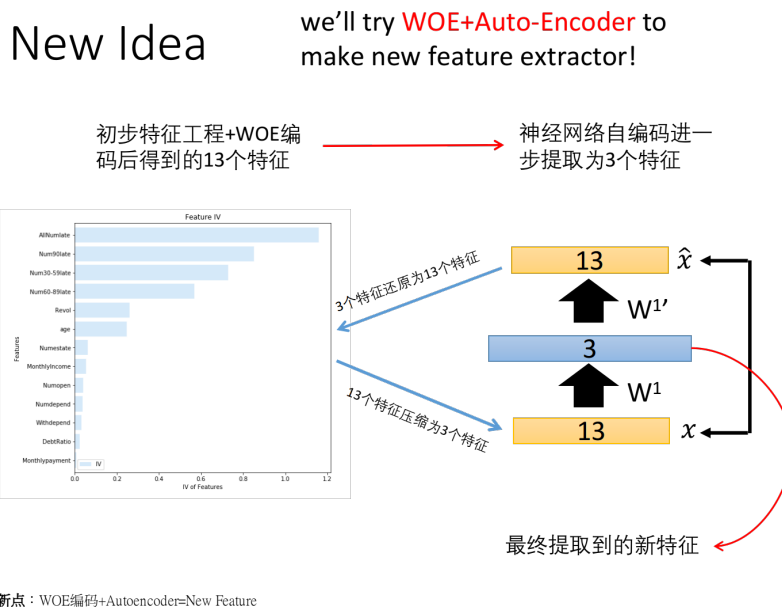 New Idea
we'll try WOE+Auto-Encoder to
make new feature extractor!
初步特征工程+WOE编
码后得到的13个特征
神经网络自编码进一
步提取为3个特征
Feature IV
AllNumlate
Num90late
Num30-59late
Num60-89late
Revol
age
Numestate
MonthlyIncome
Numopen
Numdepend
Withdepend
DebtRatio
Monthlypayment
Features
IV
0.0 0.2 0.4 0.6 0.8 1.0 1.2
IV of Features
3个特征还原为13个特征
13个特征压缩为3个特征
13 x̂
W¹’
3
W¹
13 x
最终提取到的新特征
新点：WOE编码+Autoencoder=New Feature